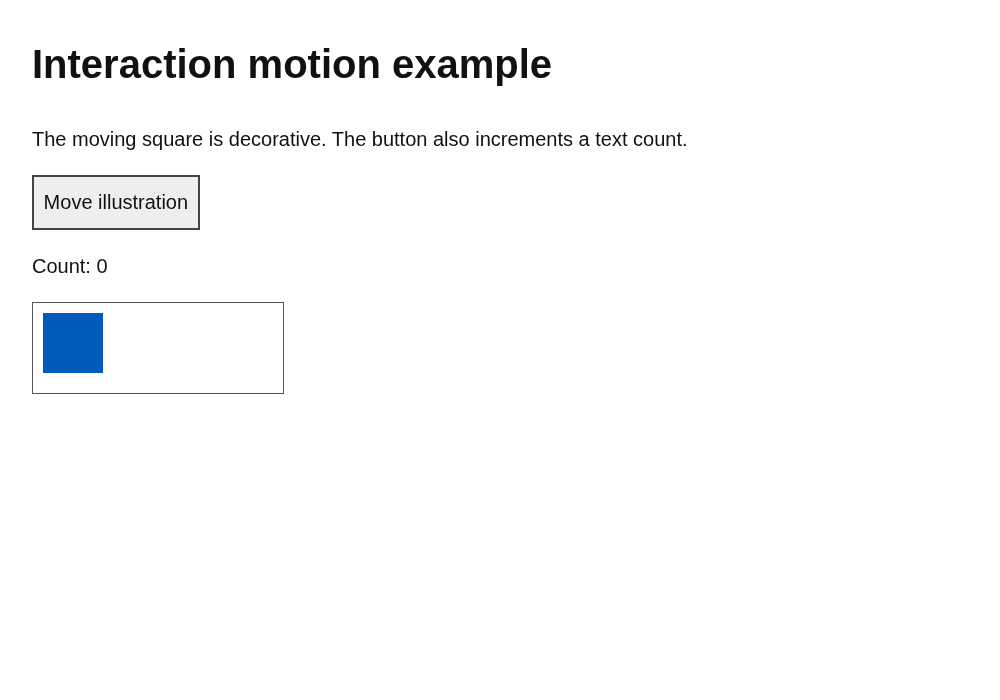 Interaction motion example
The moving square is decorative. The button also increments a text count.
Move illustration
Count: 0